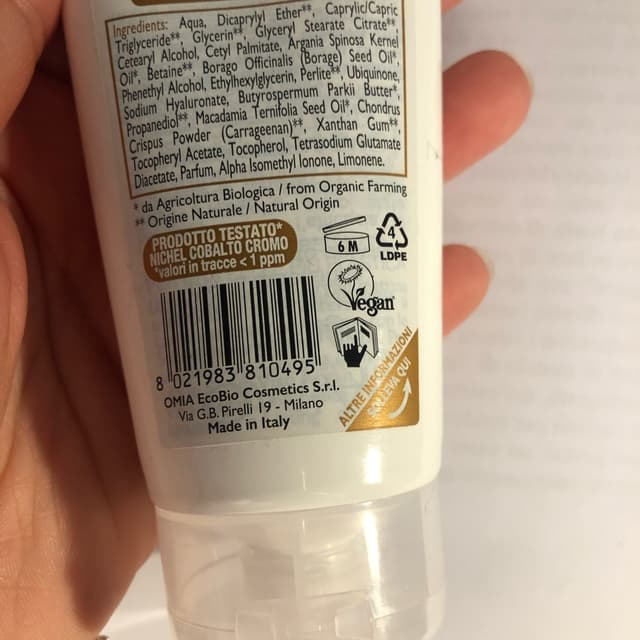 Ingredients: Aqua, Dicaprylyl Ether**, Caprylic/Capric
Triglyceride**, Glycerin**, Glyceryl Stearate Citrate**
Cetearyl Alcohol, Cetyl Palmitate, Argania Spinosa Kernel
Oil*, Betaine**, Borago Officinalis (Borage) Seed Oil*
Phenethyl Alcohol, Ethylhexylglycerin, Perlite**, Ubiquinone,
Sodium Hyaluronate, Butyrospermum Parkii Butter*,
Propanediol**, Macadamia Ternifolia Seed Oil*, Chondrus
Crispus Powder (Carrageenan)**, Xanthan Gum**,
Tocopheryl Acetate, Tocopherol, Tetrasodium Glutamate
Diacetate, Parfum, Alpha Isomethyl Ionone, Limonene.
* da Agricoltura Biologica / from Organic Farming
** Origine Naturale / Natural Origin
PRODOTTO TESTATO*
NICHEL COBALTO CROMO
*valori in tracce < 1 ppm
6 M
4
LDPE
Vegan
8 021983 810495
OMIA EcoBio Cosmetics S.r.l.
Via G.B. Pirelli 19 - Milano
Made in Italy
ALTRE INFORMAZIONI
SOLLEVA QUI